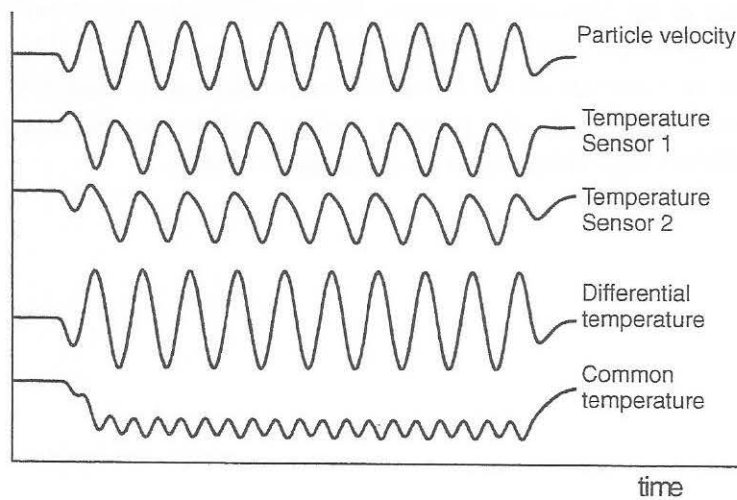 Particle velocity
Temperature
Sensor 1
Temperature
Sensor 2
Differential
temperature
Common
temperature
time